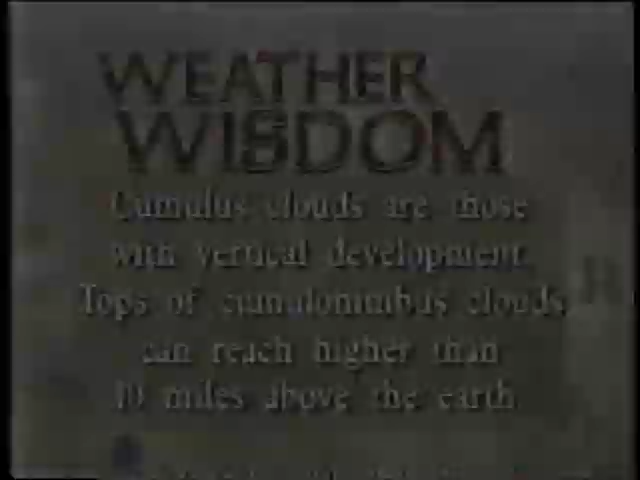 WEATHER
WISDOM
Cumulus clouds are those
with vertical development.
Tops of cumulonimbus clouds
can reach higher than
10 miles above the earth.